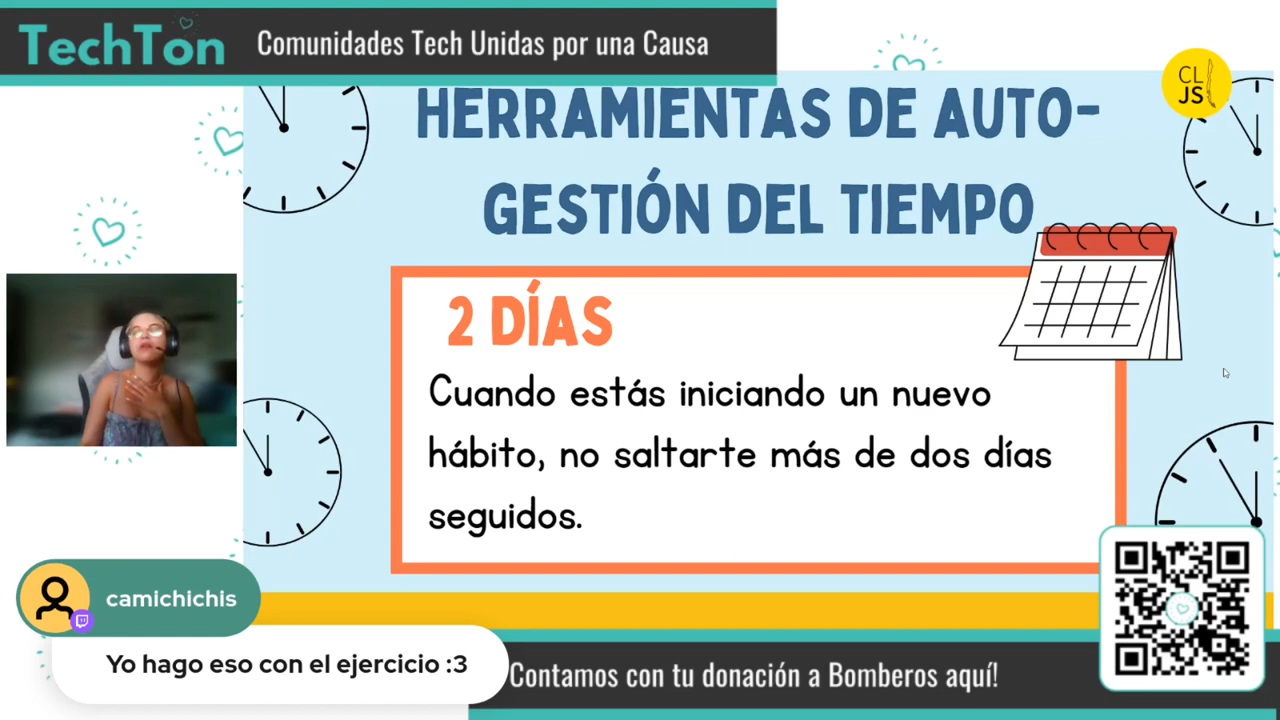 TechTon
Comunidades Tech Unidas por una Causa
CL
JS
HERRAMIENTAS DE AUTO-
GESTIÓN DEL TIEMPO
2 DÍAS
Cuando estás iniciando un nuevo
hábito, no saltarte más de dos días
seguidos.
camichichis
Yo hago eso con el ejercicio :3
Contamos con tu donación a Bomberos aquí!